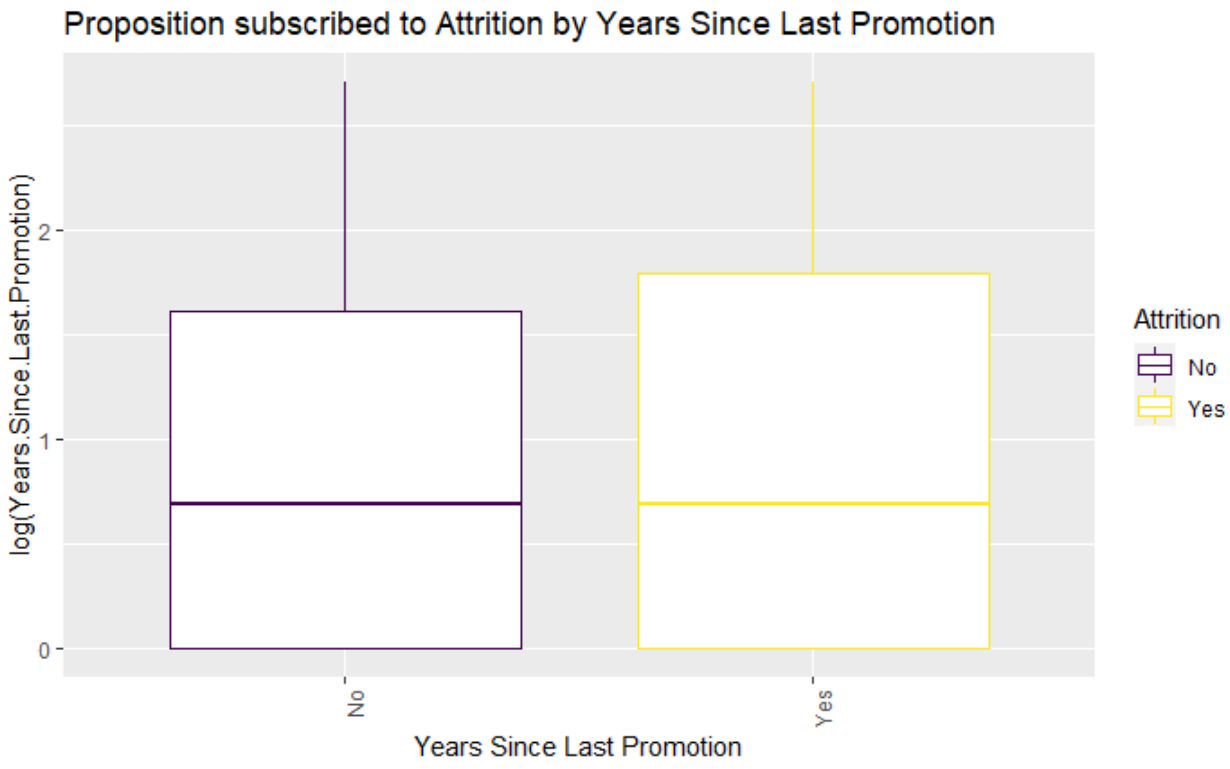 Proposition subscribed to Attrition by Years Since Last Promotion
log(Years.Since.Last.Promotion)
2
1
0
No
Yes
Years Since Last Promotion
Attrition
No
Yes